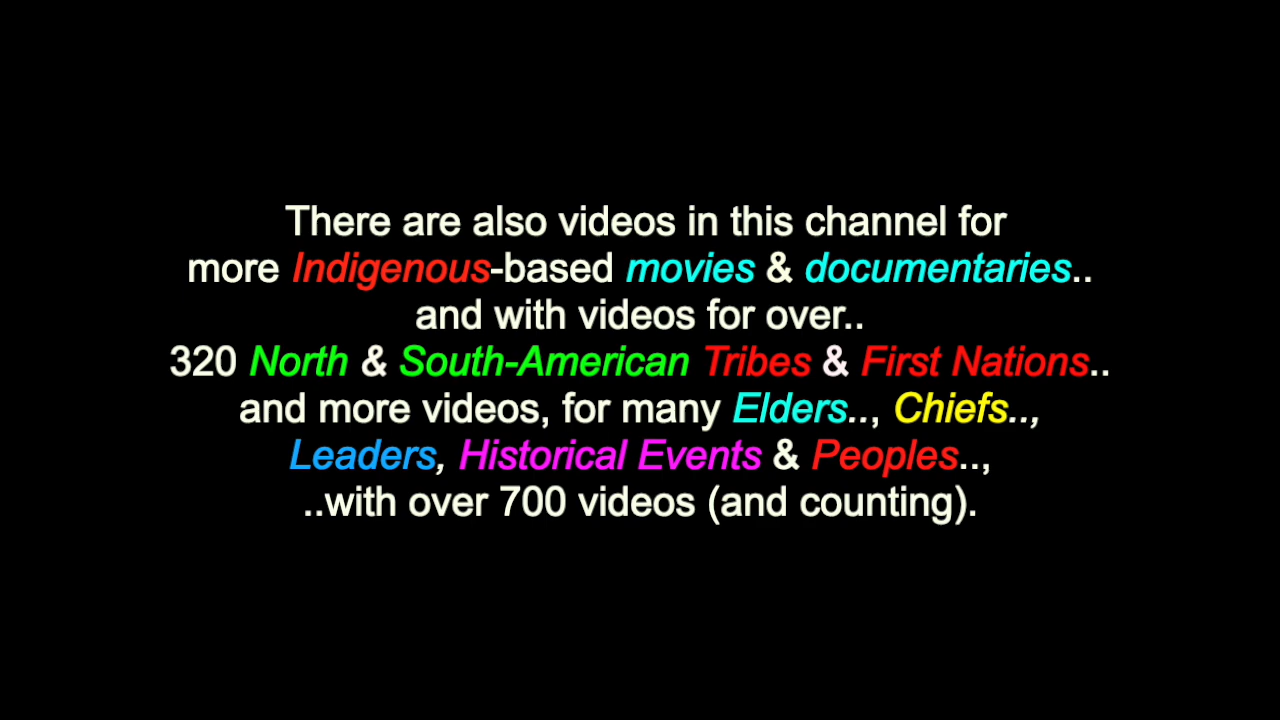 There are also videos in this channel for
more Indigenous-based movies & documentaries..
and with videos for over..
320 North & South-American Tribes & First Nations..
and more videos, for many Elders.., Chiefs..,
Leaders, Historical Events & Peoples..,
..with over 700 videos (and counting).